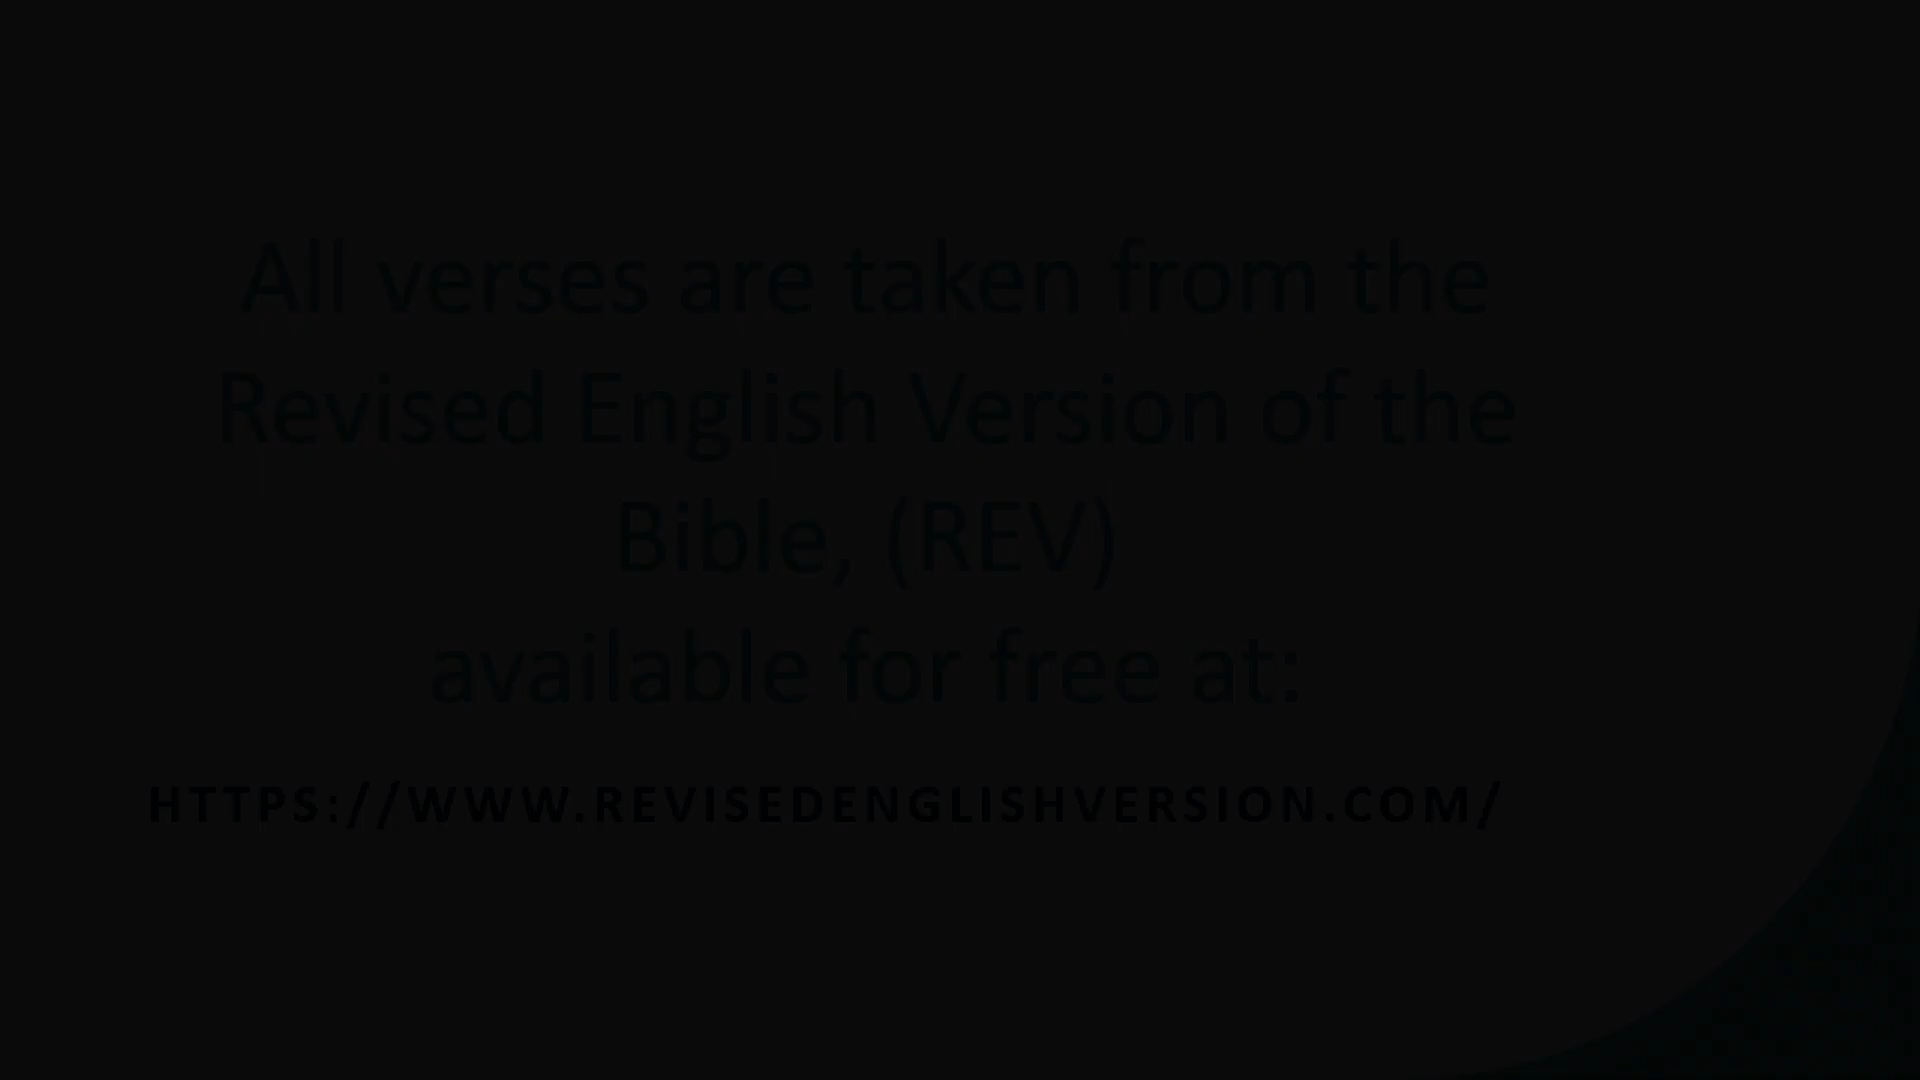 All verses are taken from the
Revised English Version of the
Bible, (REV)
available for free at:
HTTPS://WWW.REVISEDENGLISHVERSION.COM/